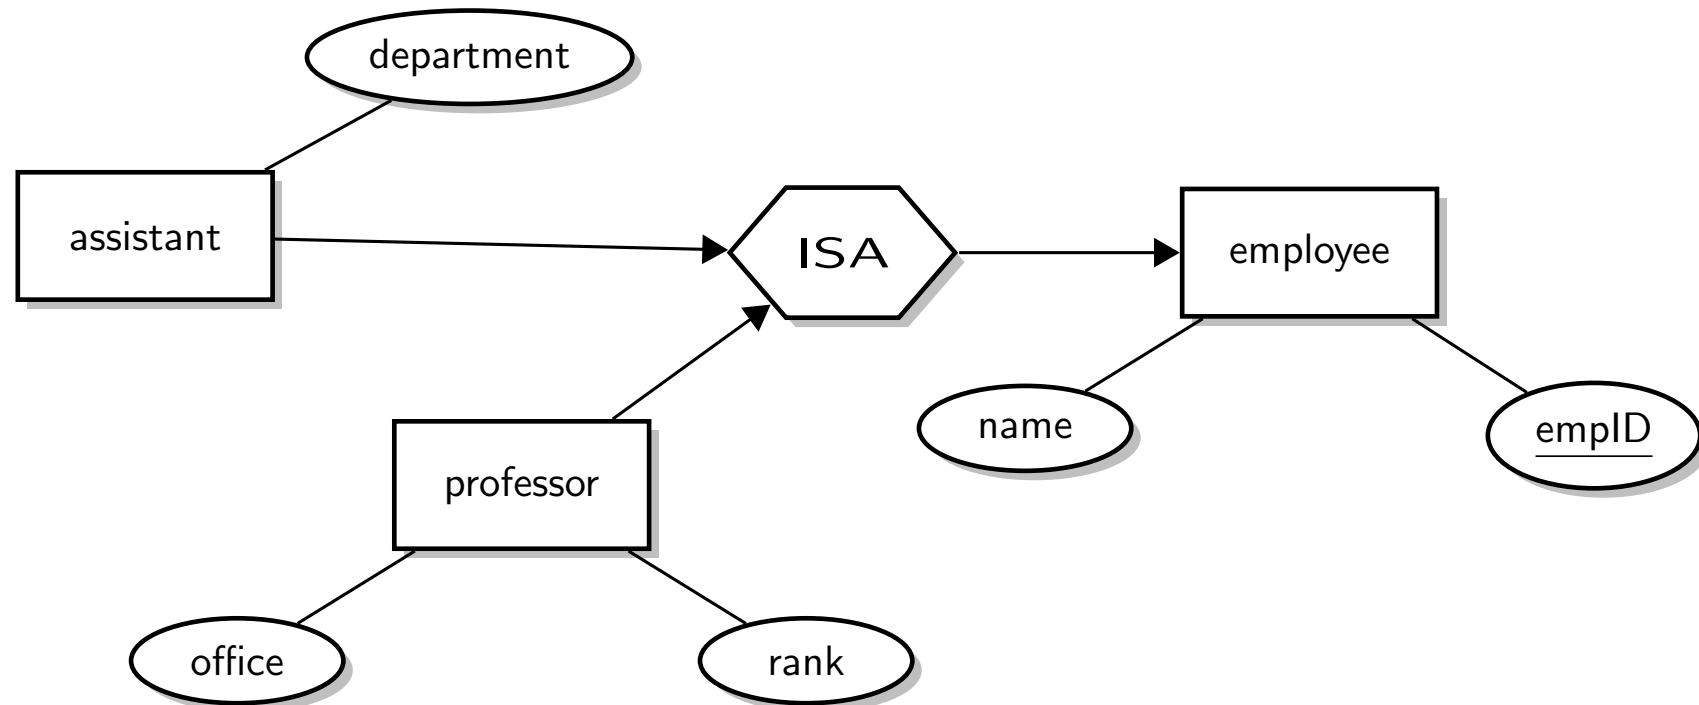 department
assistant
ISA
employee
name
empID
professor
office
rank